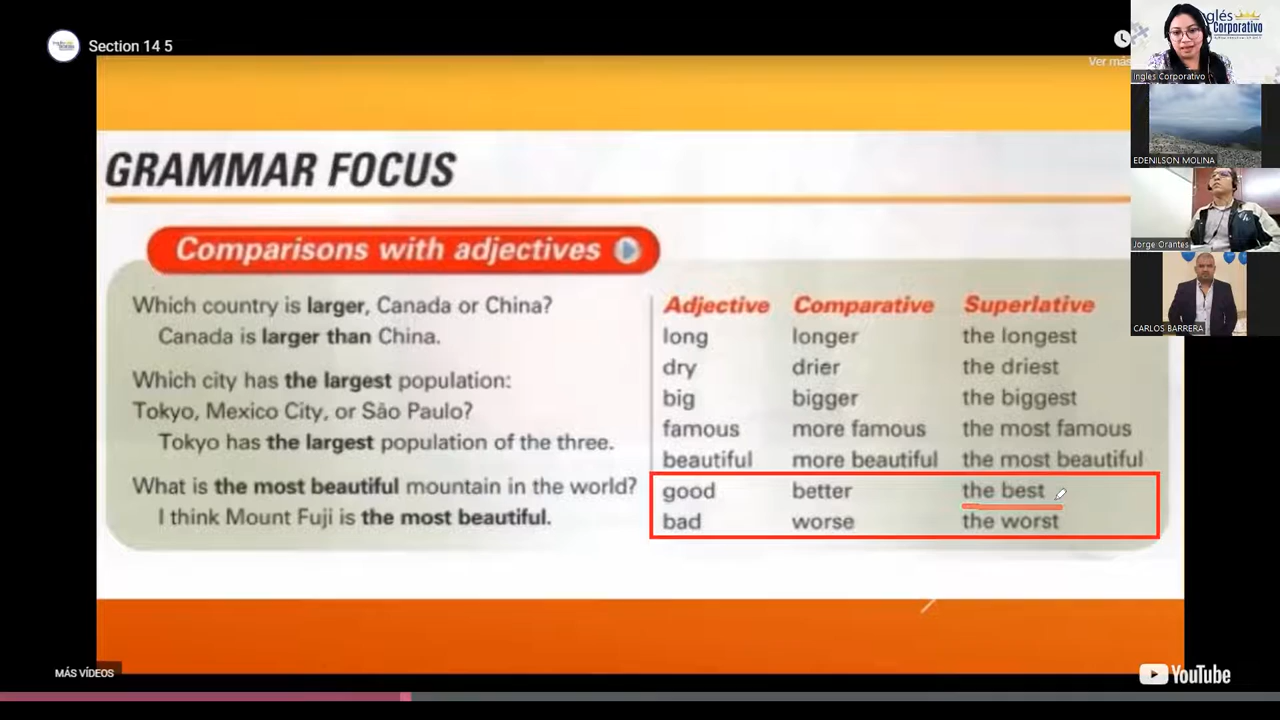 Section 14 5
Ver más
Inglés
Corporativo
Ingles Corporativo
EDENILSON MOLINA
Jorge Orantes
CARLOS BARRERA
GRAMMAR FOCUS
Comparisons with adjectives
Which country is larger, Canada or China?
Canada is larger than China.
Which city has the largest population:
Tokyo, Mexico City, or São Paulo?
Tokyo has the largest population of the three.
What is the most beautiful mountain in the world?
I think Mount Fuji is the most beautiful.
Adjective Comparative Superlative
long longer the longest
dry drier the driest
big bigger the biggest
famous more famous the most famous
beautiful more beautiful the most beautiful
good better the best
bad worse the worst
MÁS VÍDEOS
YouTube